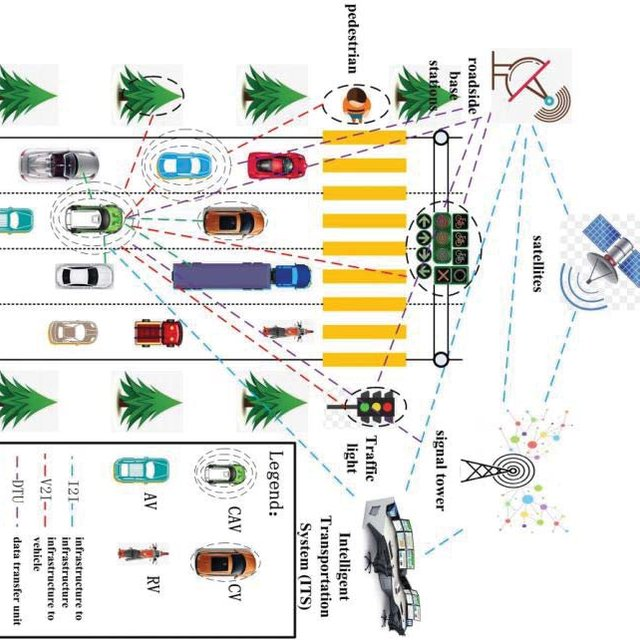 pedestrian
roadside
base
stations
satellites
signal tower
Traffic
light
Intelligent
Transportation
System (ITS)
Legend:
CAV
CV
AV
RV
I2I
infrastructure to
infrastructure
V2I
infrastructure to
vehicle
DTU
data transfer unit